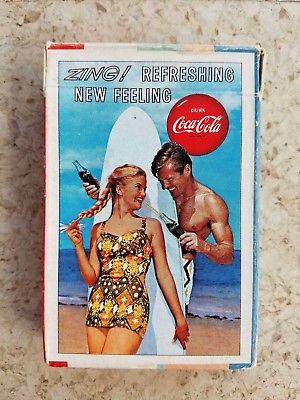 ZING! REFRESHING
NEW FEELING
DRINK
Coca-Cola